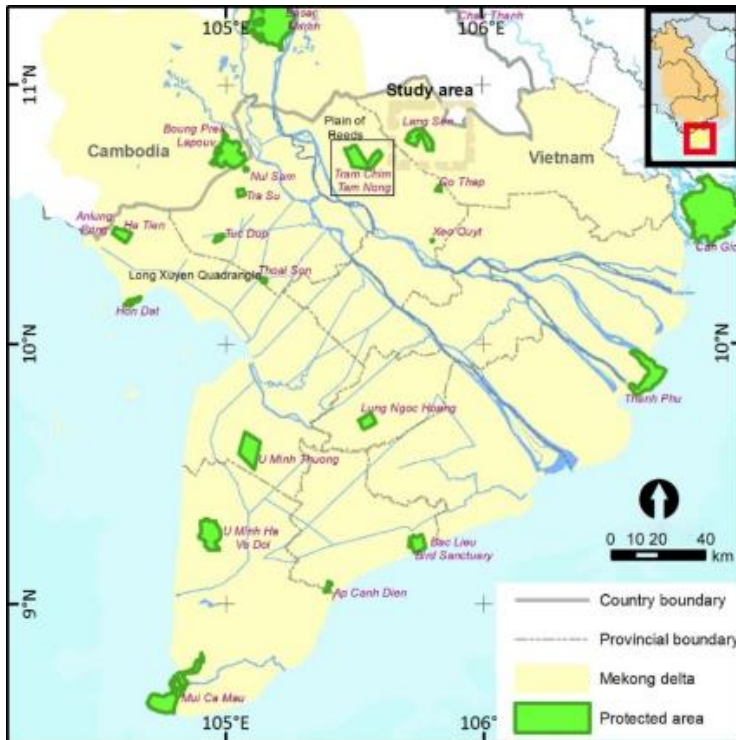 105°E
106°E
Chau Thanh
11°N
Study area
Boung Prek
Lapouv
Plain of
Reeds
Lang Sen
Cambodia
Vietnam
Nui Sam
Tram Chim
Tam Nong
Tra Su
Go Thap
Anlung
Pring
Ha Tien
Tuc Dup
Xeo Quyt
Can Gio
Long Xuyen Quadrangle
Thoai Son
Hon Dat
10°N
10°N
Thanh Phu
Lung Ngoc Hoang
U Minh Thuong
U Minh Ha
Vo Doi
Bac Lieu
Bird Sanctuary
0 10 20 40
km
Ap Canh Dien
9°N
Country boundary
Provincial boundary
Mekong delta
Mui Ca Mau
Protected area
105°E
106°